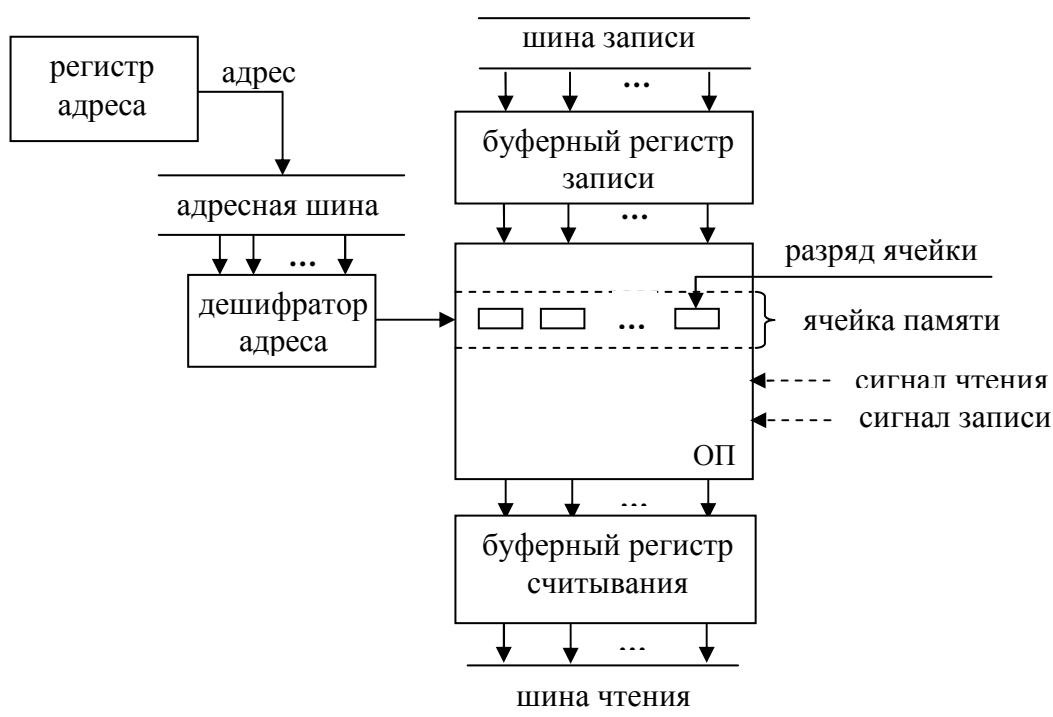 шина записи
регистр
адреса
адрес
...
буферный регистр
записи
адресная шина
...
...
разряд ячейки
дешифратор
адреса
...
ячейка памяти
сигнал чтения
сигнал записи
ОП
...
буферный регистр
считывания
...
шина чтения